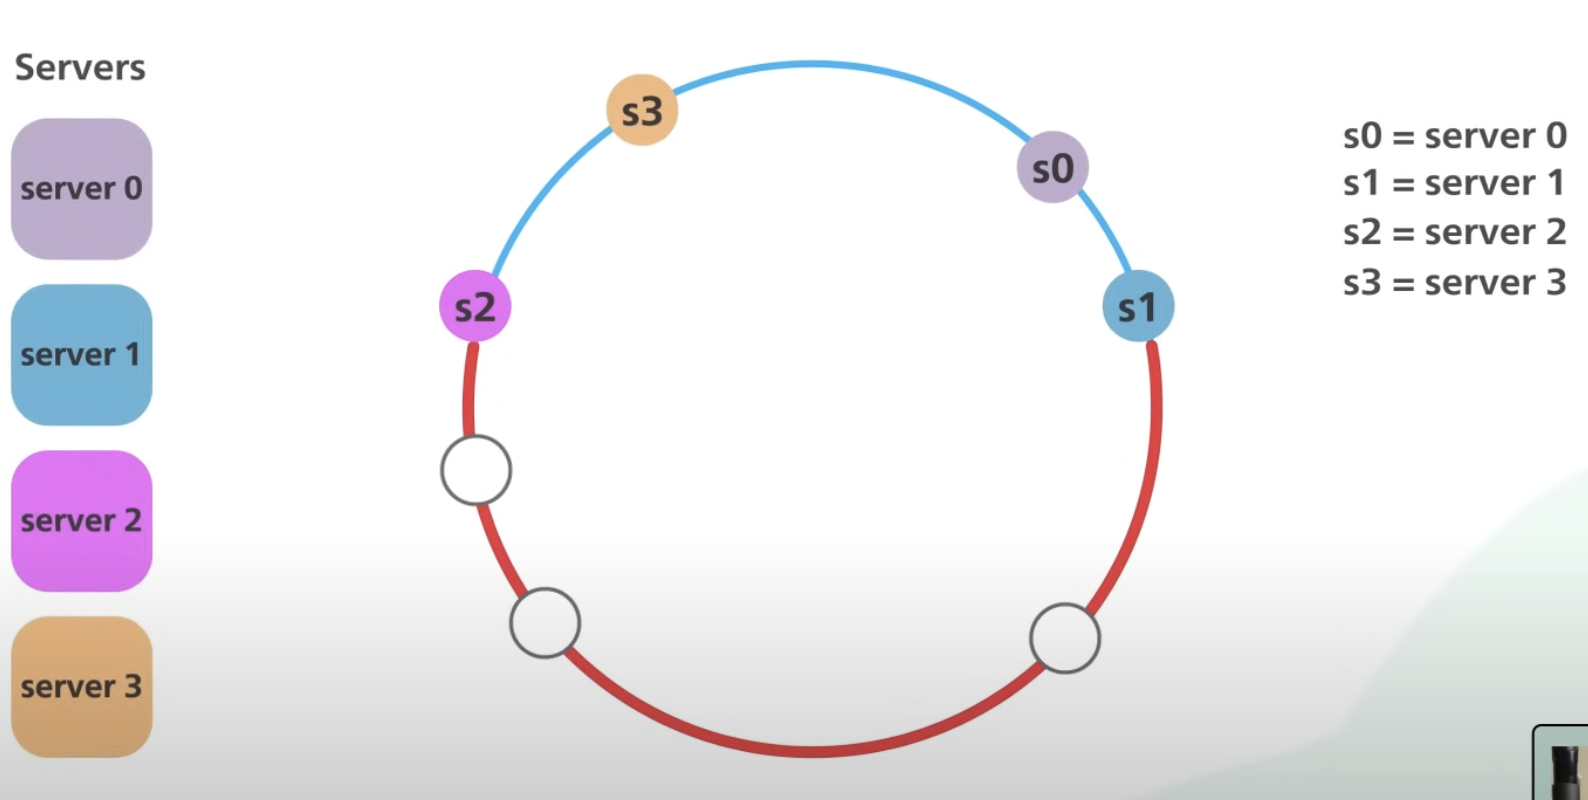 Servers
server 0
server 1
server 2
server 3
s3
s0
s2
s1
s0 = server 0
s1 = server 1
s2 = server 2
s3 = server 3